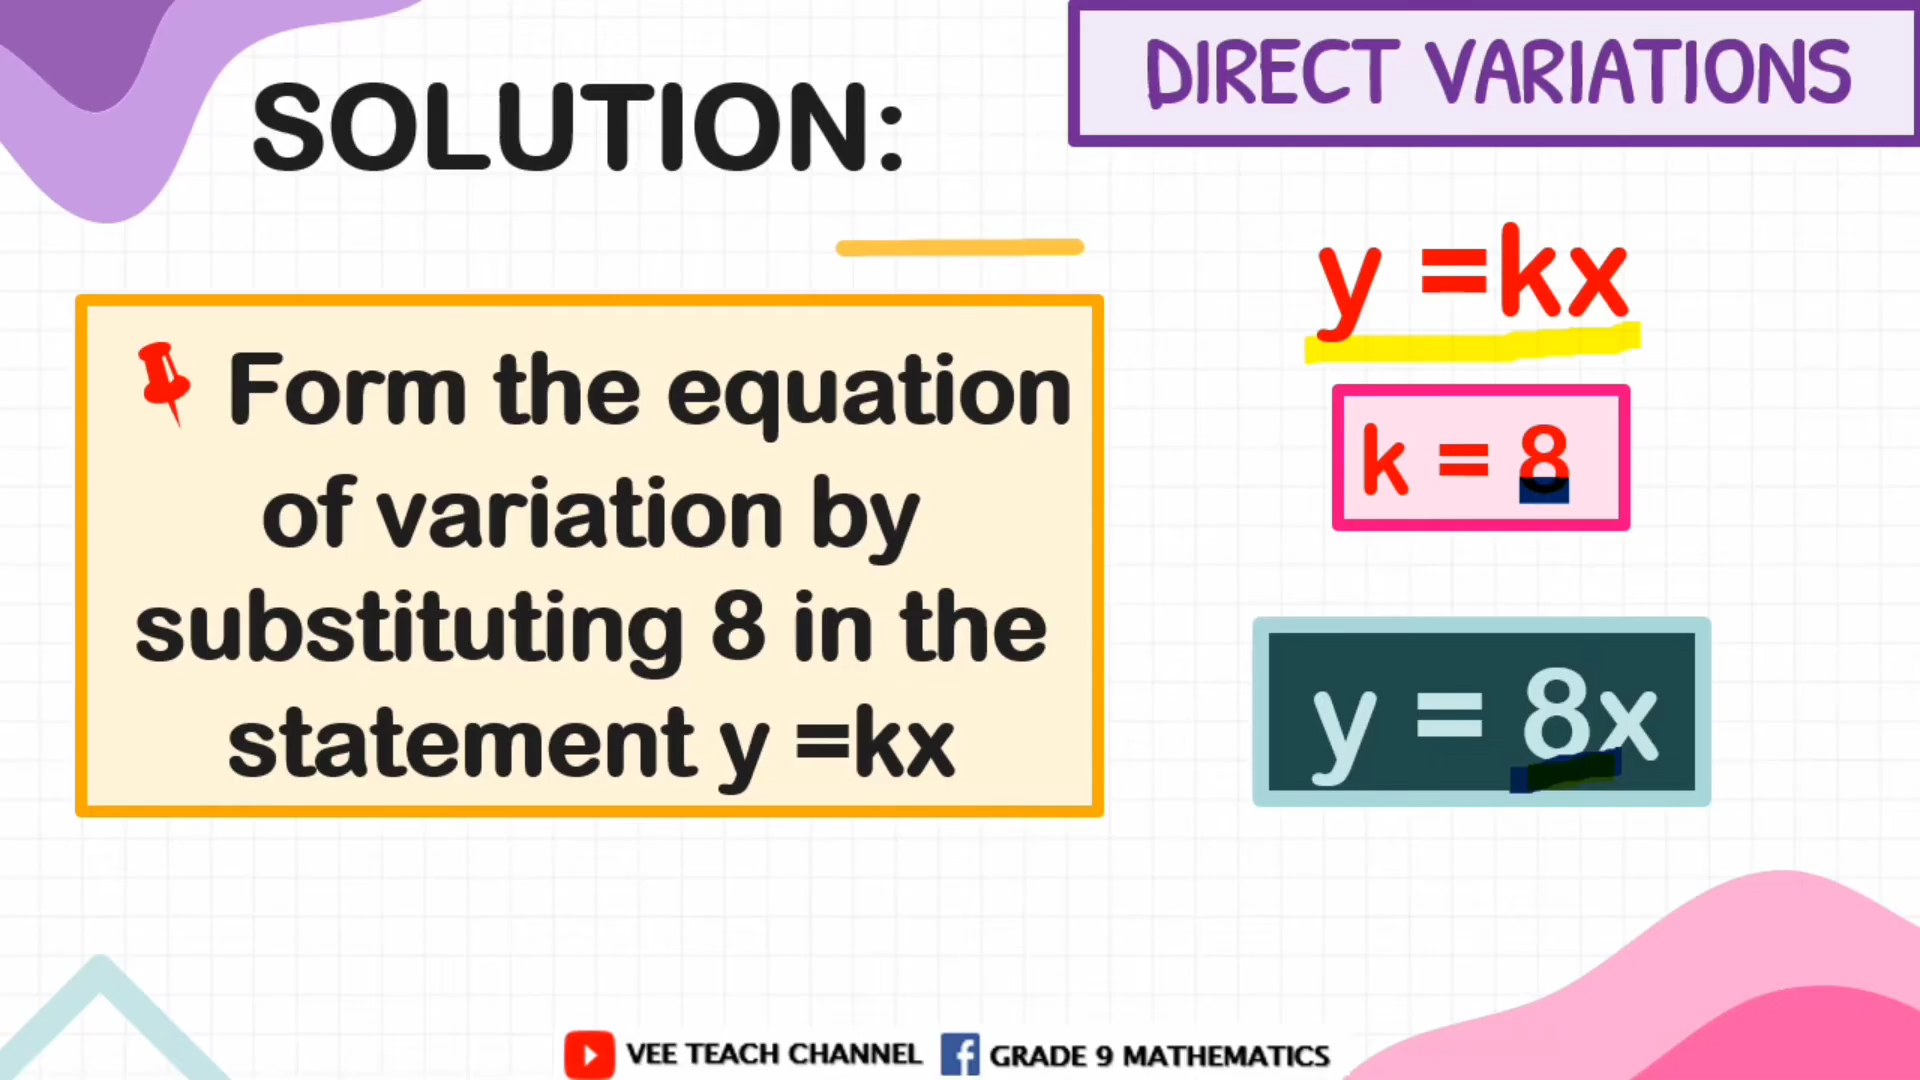 DIRECT VARIATIONS
SOLUTION:
Form the equation
of variation by
substituting 8 in the
statement y =kx
y =kx
k = 8
y = 8x
VEE TEACH CHANNEL GRADE 9 MATHEMATICS